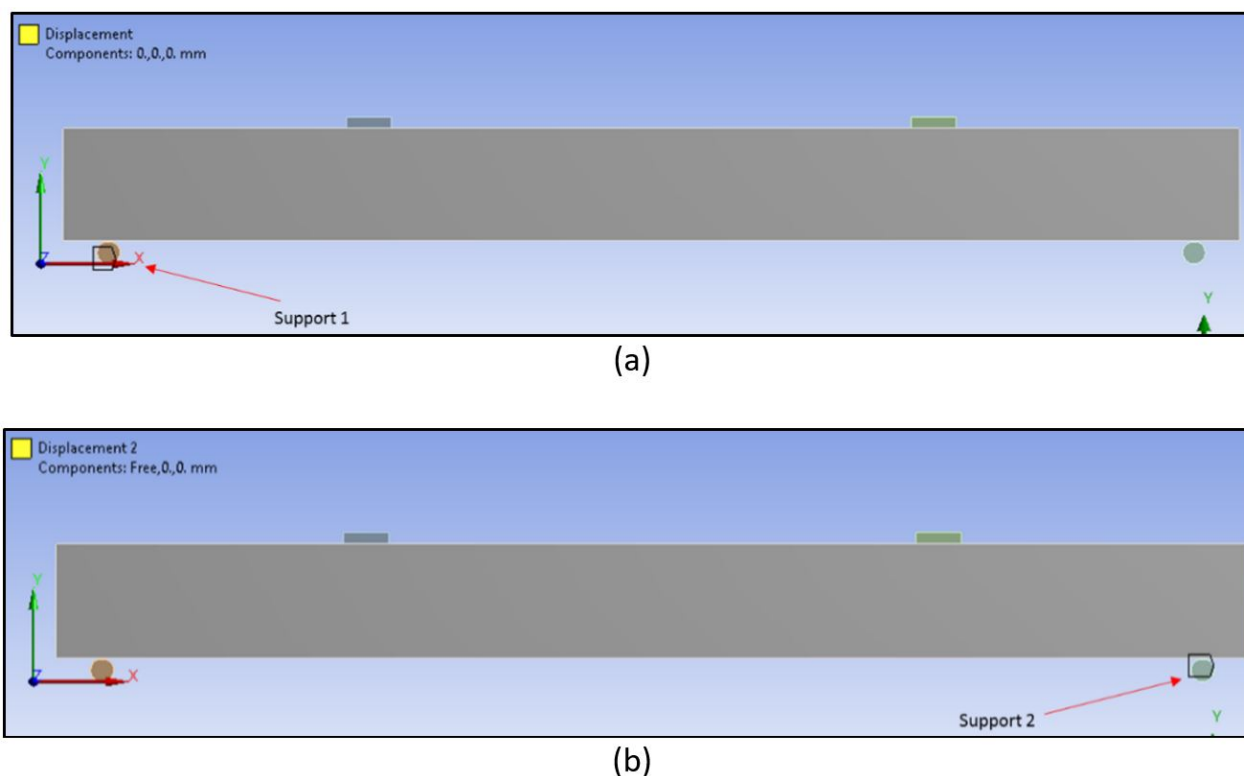 Displacement
Components: 0.,0.,0. mm
Y
Z
X
Support 1
Y
(a)
Displacement 2
Components: Free,0.,0. mm
Y
Z
X
Support 2
Y
(b)